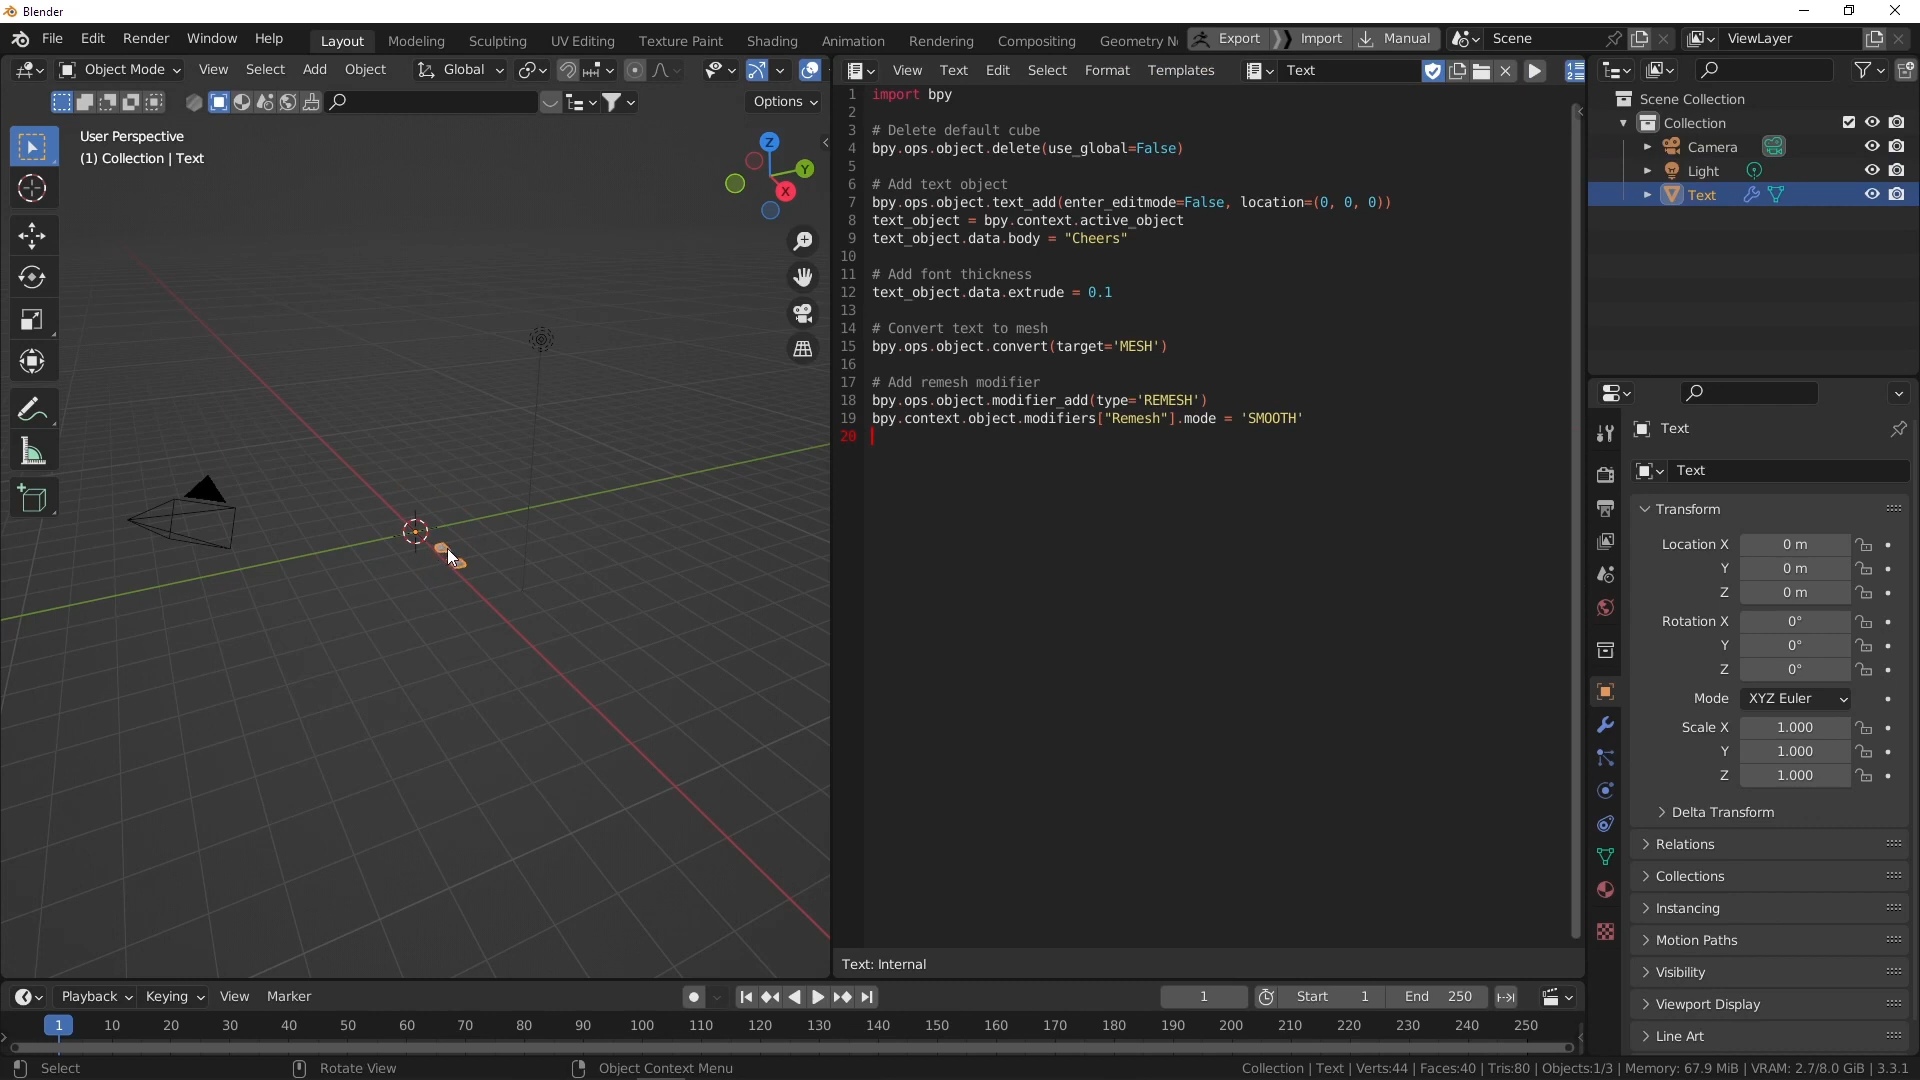 Blender
File Edit Render Window Help
Layout Modeling Sculpting UV Editing Texture Paint Shading Animation Rendering Compositing Geometry N
Export Import Manual Scene ViewLayer
Object Mode View Select Add Object Global
Options
User Perspective
(1) Collection | Text
Z
Y
X
View Text Edit Select Format Templates Text
1 import bpy
2
3 # Delete default cube
4 bpy.ops.object.delete(use_global=False)
5
6 # Add text object
7 bpy.ops.object.text_add(enter_editmode=False, location=(0, 0, 0))
8 text_object = bpy.context.active_object
9 text_object.data.body = "Cheers"
10
11 # Add font thickness
12 text_object.data.extrude = 0.1
13
14 # Convert text to mesh
15 bpy.ops.object.convert(target='MESH')
16
17 # Add remesh modifier
18 bpy.ops.object.modifier_add(type='REMESH')
19 bpy.context.object.modifiers["Remesh"].mode = 'SMOOTH'
20
Text: Internal
Scene Collection
Collection
Camera
Light
Text
Text
Text
Transform
Location X 0 m
Y 0 m
Z 0 m
Rotation X 0°
Y 0°
Z 0°
Mode XYZ Euler
Scale X 1.000
Y 1.000
Z 1.000
Delta Transform
Relations
Collections
Instancing
Motion Paths
Visibility
Viewport Display
Line Art
Playback Keying View Marker 1 Start 1 End 250
1 10 20 30 40 50 60 70 80 90 100 110 120 130 140 150 160 170 180 190 200 210 220 230 240 250
Select Rotate View Object Context Menu
Collection | Text | Verts:44 | Faces:40 | Tris:80 | Objects:1/3 | Memory: 67.9 MiB | VRAM: 2.7/8.0 GiB | 3.3.1